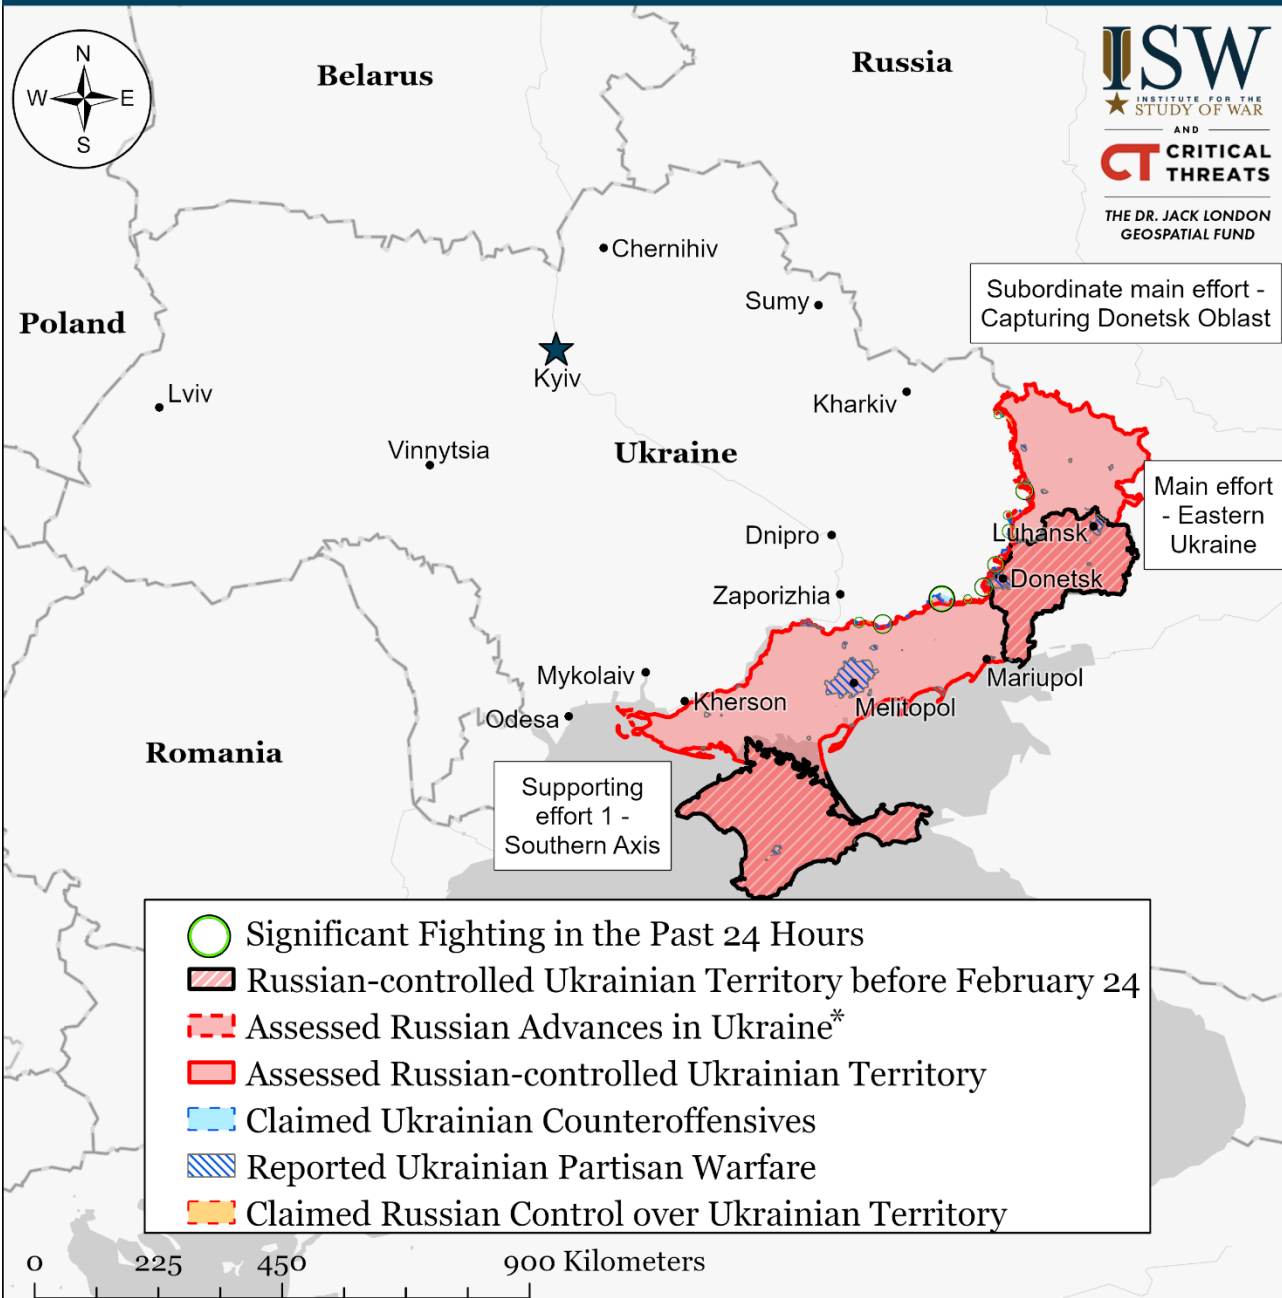 N
W
E
S
Belarus
Russia
ISW
INSTITUTE FOR THE
STUDY OF WAR
AND
CT CRITICAL
THREATS
THE DR. JACK LONDON
GEOSPATIAL FUND
Chernihiv
Subordinate main effort -
Capturing Donetsk Oblast
Sumy
Poland
Kyiv
Lviv
Kharkiv
Vinnytsia
Ukraine
Main effort
- Eastern
Ukraine
Dnipro
Luhansk
Donetsk
Zaporizhia
Mykolaiv
Mariupol
Kherson
Melitopol
Odesa
Romania
Supporting
effort 1 -
Southern Axis
Significant Fighting in the Past 24 Hours
Russian-controlled Ukrainian Territory before February 24
Assessed Russian Advances in Ukraine*
Assessed Russian-controlled Ukrainian Territory
Claimed Ukrainian Counteroffensives
Reported Ukrainian Partisan Warfare
Claimed Russian Control over Ukrainian Territory
0 225 450 900 Kilometers